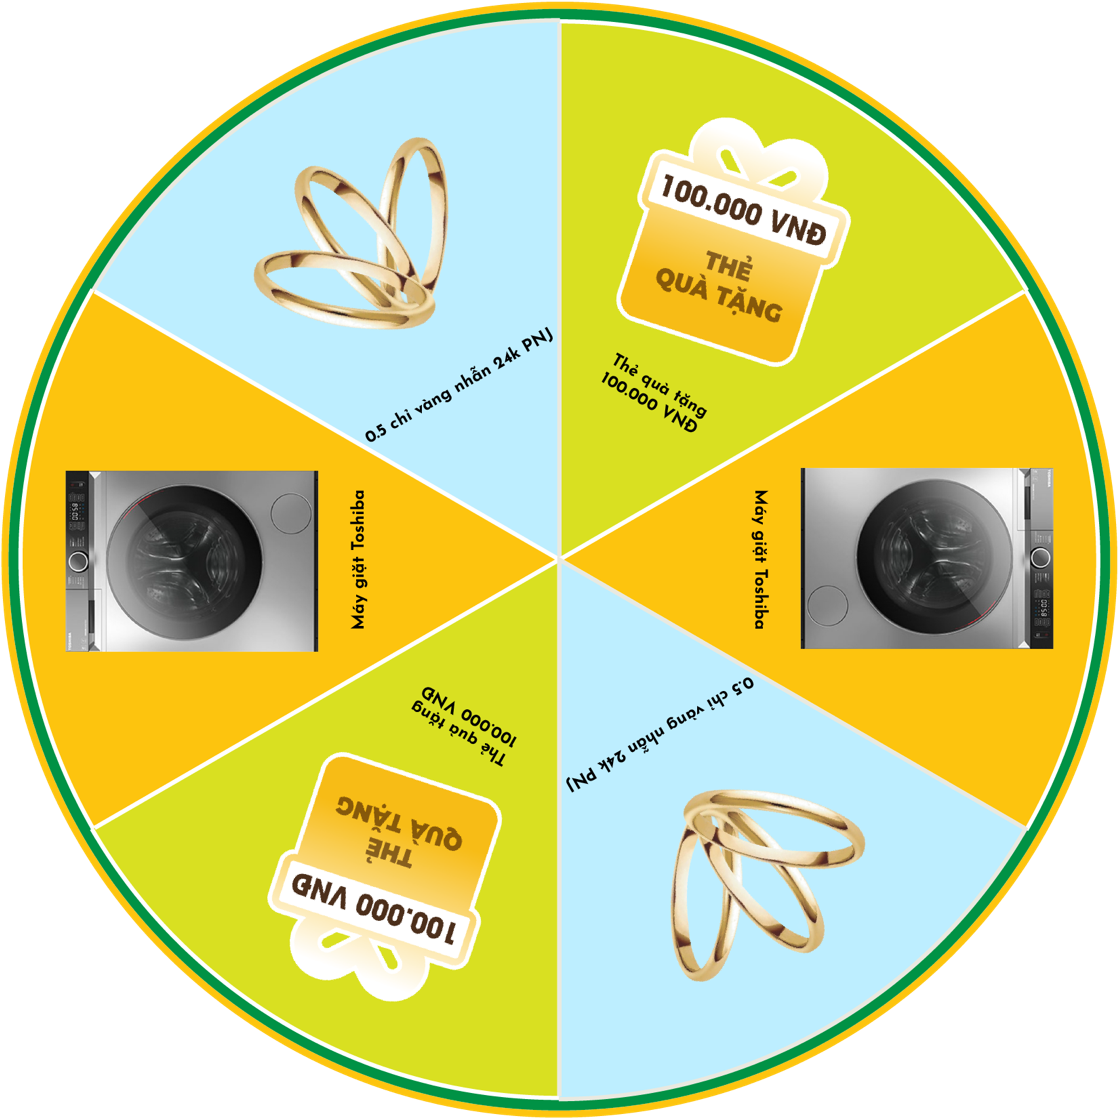 100.000 VNĐ
THẺ
QUÀ TẶNG
Thẻ quà tặng
100.000 VNĐ
Máy giặt Toshiba
0.5 chỉ vàng nhẫn 24k PNJ
Thẻ quà tặng
100.000 VNĐ
THẺ
QUÀ TẶNG
100.000 VNĐ
Máy giặt Toshiba
0.5 chỉ vàng nhẫn 24k PNJ